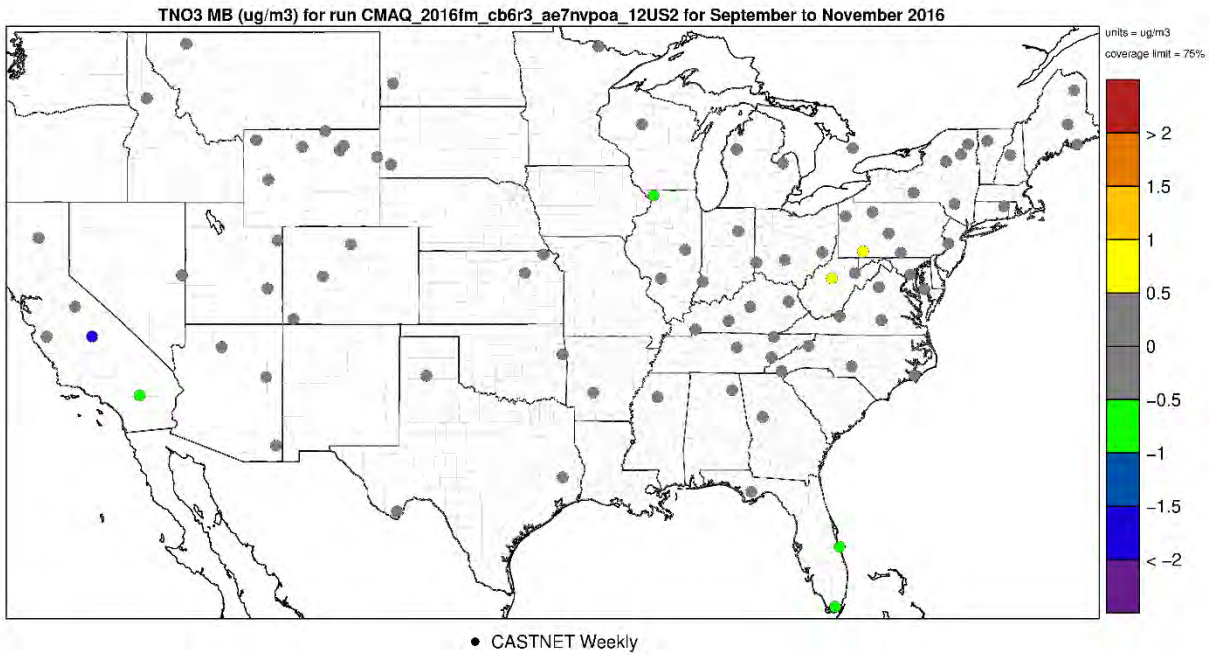 TNO3 MB (ug/m3) for run CMAQ_2016fm_cb6r3_ae7nvpoa_12US2 for September to November 2016
units = ug/m3
coverage limit = 75%
> 2
1.5
1
0.5
0
−0.5
−1
−1.5
< −2
CASTNET Weekly